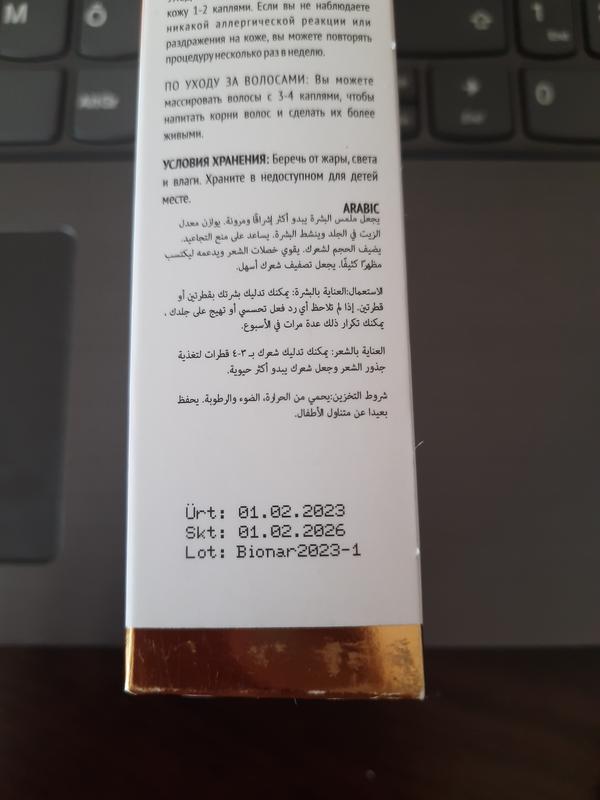 кожу 1-2 каплями. Если вы не наблюдаете
никакой аллергической реакции или
раздражения на коже, вы можете повторять
процедуру несколько раз в неделю.
ПО УХОДУ ЗА ВОЛОСАМИ: Вы можете
массировать волосы с 3-4 каплями, чтобы
напитать корни волос и сделать их более
живыми.
УСЛОВИЯ ХРАНЕНИЯ: Беречь от жары, света
и влаги. Храните в недоступном для детей
месте.
ARABIC
يجعل ملمس البشرة يبدو أكثر إشراقًا ومرونة. يوازن معدل
الزيت في الجلد وينشط البشرة. يساعد على منع التجاعيد.
يضيف الحجم لشعرك. يقوي خصلات الشعر ويدعمه ليكتسب
مظهرًا كثيفًا. يجعل تصفيف شعرك أسهل.
الاستعمال:العناية بالبشرة: يمكنك تدليك بشرتك بقطرتين أو
قطرتين. إذا لم تلاحظ أي رد فعل تحسسي أو تهيج على جلدك ،
يمكنك تكرار ذلك عدة مرات في الأسبوع.
العناية بالشعر: يمكنك تدليك شعرك بـ ٣-٤ قطرات لتغذية
جذور الشعر وجعل شعرك يبدو أكثر حيوية.
شروط التخزين:يحمي من الحرارة، الضوء والرطوبة. يحفظ
بعيدا عن متناول الأطفال.
Ürt: 01.02.2023
Skt: 01.02.2026
Lot: Bionar2023-1
M
Ö
1
0